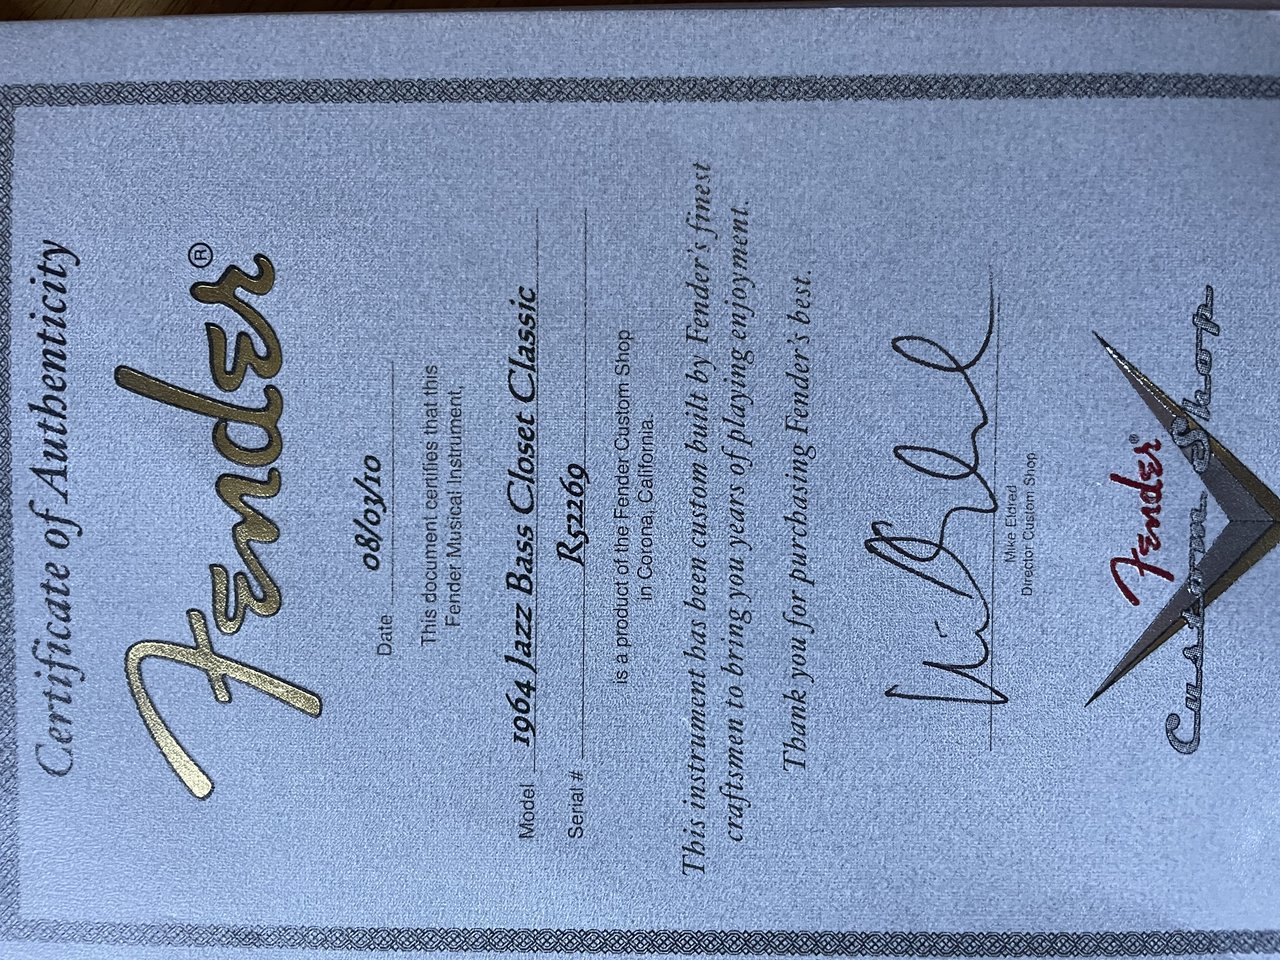 Certificate of Authenticity
Fender®
Date 08/03/10
This document certifies that this
Fender Musical Instrument,
Model 1964 Jazz Bass Closet Classic
Serial # R52269
is a product of the Fender Custom Shop
in Corona, California.
This instrument has been custom built by Fender's finest
craftsmen to bring you years of playing enjoyment.
Thank you for purchasing Fender's best.
Mike Eldred
Director Custom Shop
Fender®
Custom Shop